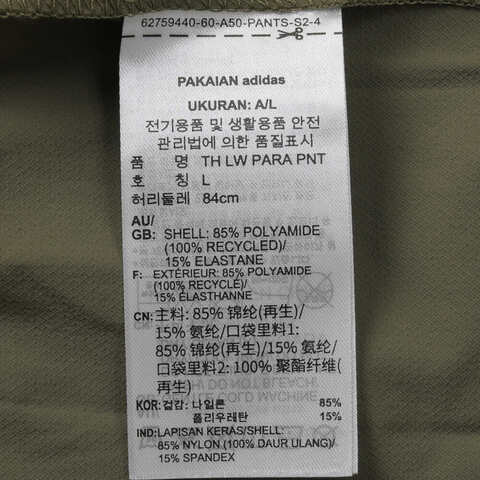 62759440-60-A50-PANTS-S2-4
PAKAIAN adidas
UKURAN: A/L
전기용품 및 생활용품 안전
관리법에 의한 품질표시
품 명 TH LW PARA PNT
호 칭 L
허리둘레 84cm
AU/
GB: SHELL: 85% POLYAMIDE
(100% RECYCLED)/
15% ELASTANE
F: EXTÉRIEUR: 85% POLYAMIDE
(100% RECYCLÉ)/
15% ÉLASTHANNE
CN: 主料: 85% 锦纶(再生)/
15% 氨纶/口袋里料1:
85% 锦纶(再生)/15% 氨纶/
口袋里料2: 100% 聚酯纤维(
再生)
KOR: 겉감: 나일론 85%
폴리우레탄 15%
IND: LAPISAN KERAS/SHELL:
85% NYLON (100% DAUR ULANG)/
15% SPANDEX